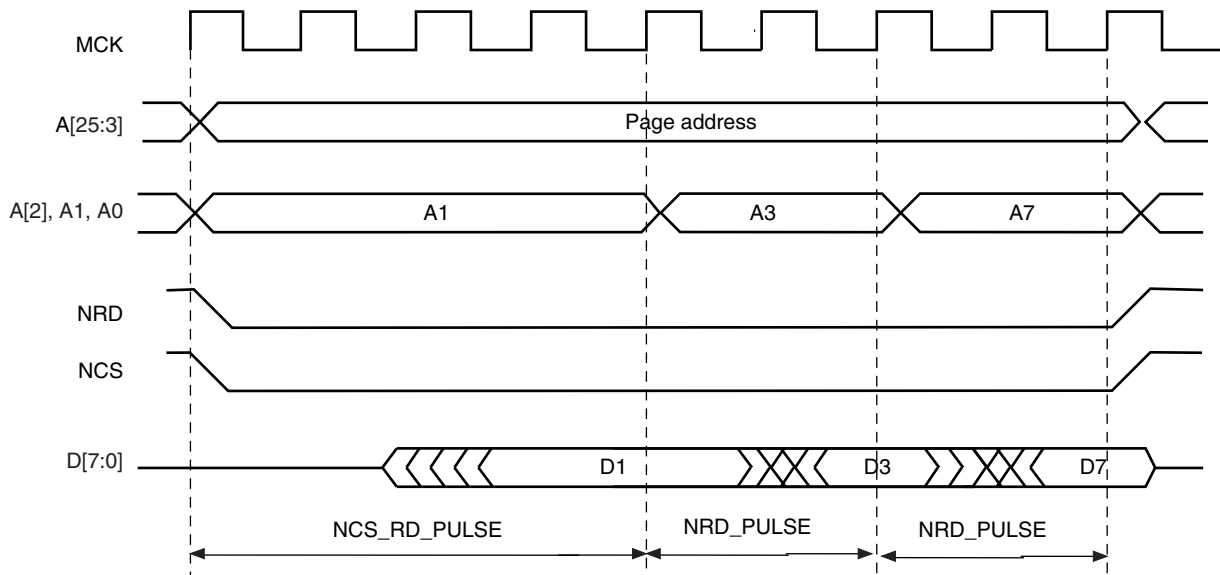 MCK
A[25:3]
Page address
A[2], A1, A0
A1
A3
A7
NRD
NCS
D[7:0]
D1
D3
D7
NCS_RD_PULSE
NRD_PULSE
NRD_PULSE